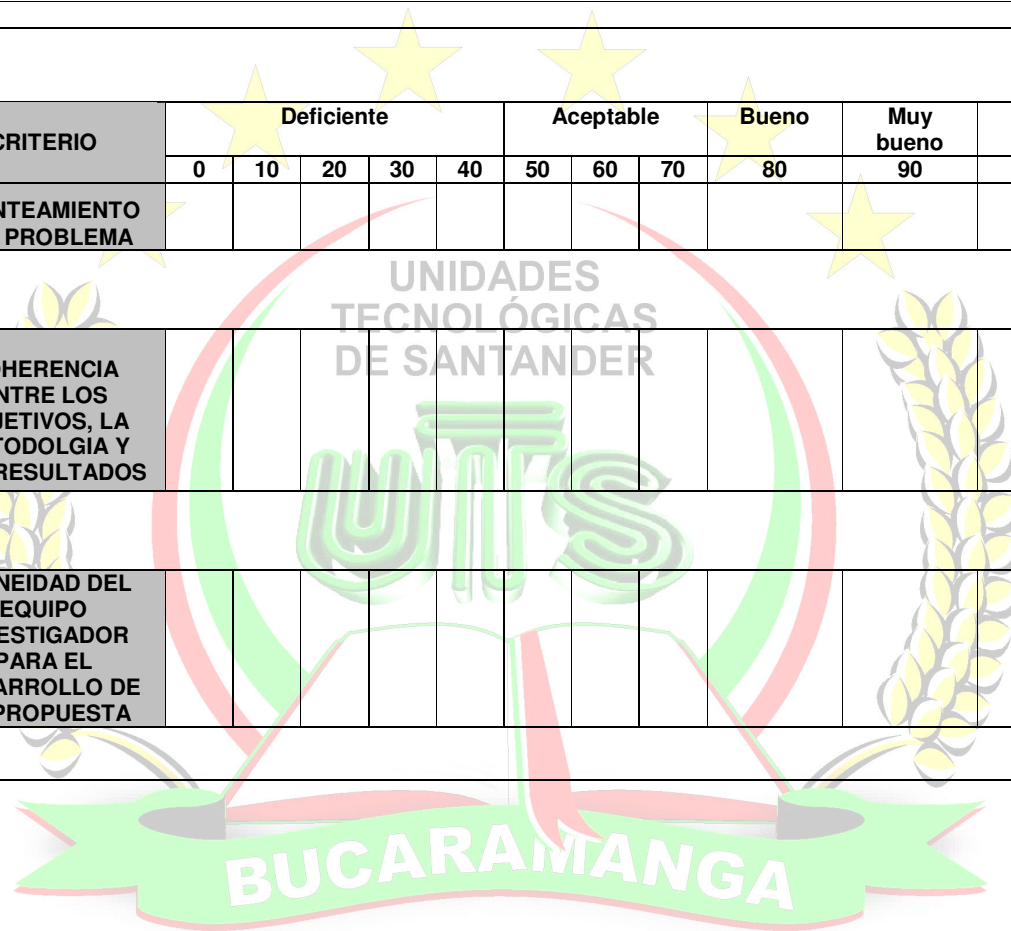 CRITERIO
Deficiente
Aceptable
Bueno
Muy
bueno
0 10 20 30 40 50 60 70 80 90
NTEAMIENTO
PROBLEMA
UNIDADES
TECNOLÓGICAS
DE SANTANDER
OHERENCIA
NTRE LOS
JETIVOS, LA
TODOLGIA Y
RESULTADOS
UTS
NEIDAD DEL
EQUIPO
ESTIGADOR
PARA EL
ARROLLO DE
PROPUESTA
BUCARAMANGA